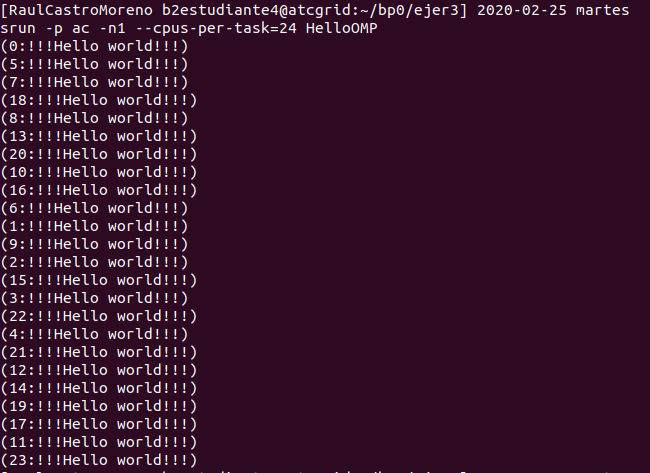 [RaulCastroMoreno b2estudiante4@atcgrid:~/bp0/ejer3] 2020-02-25 martes
srun -p ac -n1 --cpus-per-task=24 HelloOMP
(0:!!!Hello world!!!)
(5:!!!Hello world!!!)
(7:!!!Hello world!!!)
(18:!!!Hello world!!!)
(8:!!!Hello world!!!)
(13:!!!Hello world!!!)
(20:!!!Hello world!!!)
(10:!!!Hello world!!!)
(16:!!!Hello world!!!)
(6:!!!Hello world!!!)
(1:!!!Hello world!!!)
(9:!!!Hello world!!!)
(2:!!!Hello world!!!)
(15:!!!Hello world!!!)
(3:!!!Hello world!!!)
(22:!!!Hello world!!!)
(4:!!!Hello world!!!)
(21:!!!Hello world!!!)
(12:!!!Hello world!!!)
(14:!!!Hello world!!!)
(19:!!!Hello world!!!)
(17:!!!Hello world!!!)
(11:!!!Hello world!!!)
(23:!!!Hello world!!!)